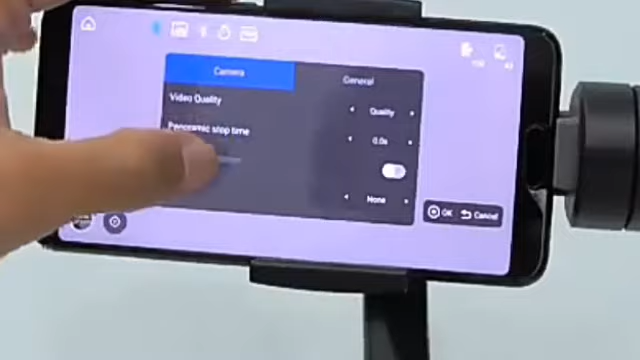 Camera General
Video Quality Quality
Panoramic stop time 0.0s
None
OK Cancel